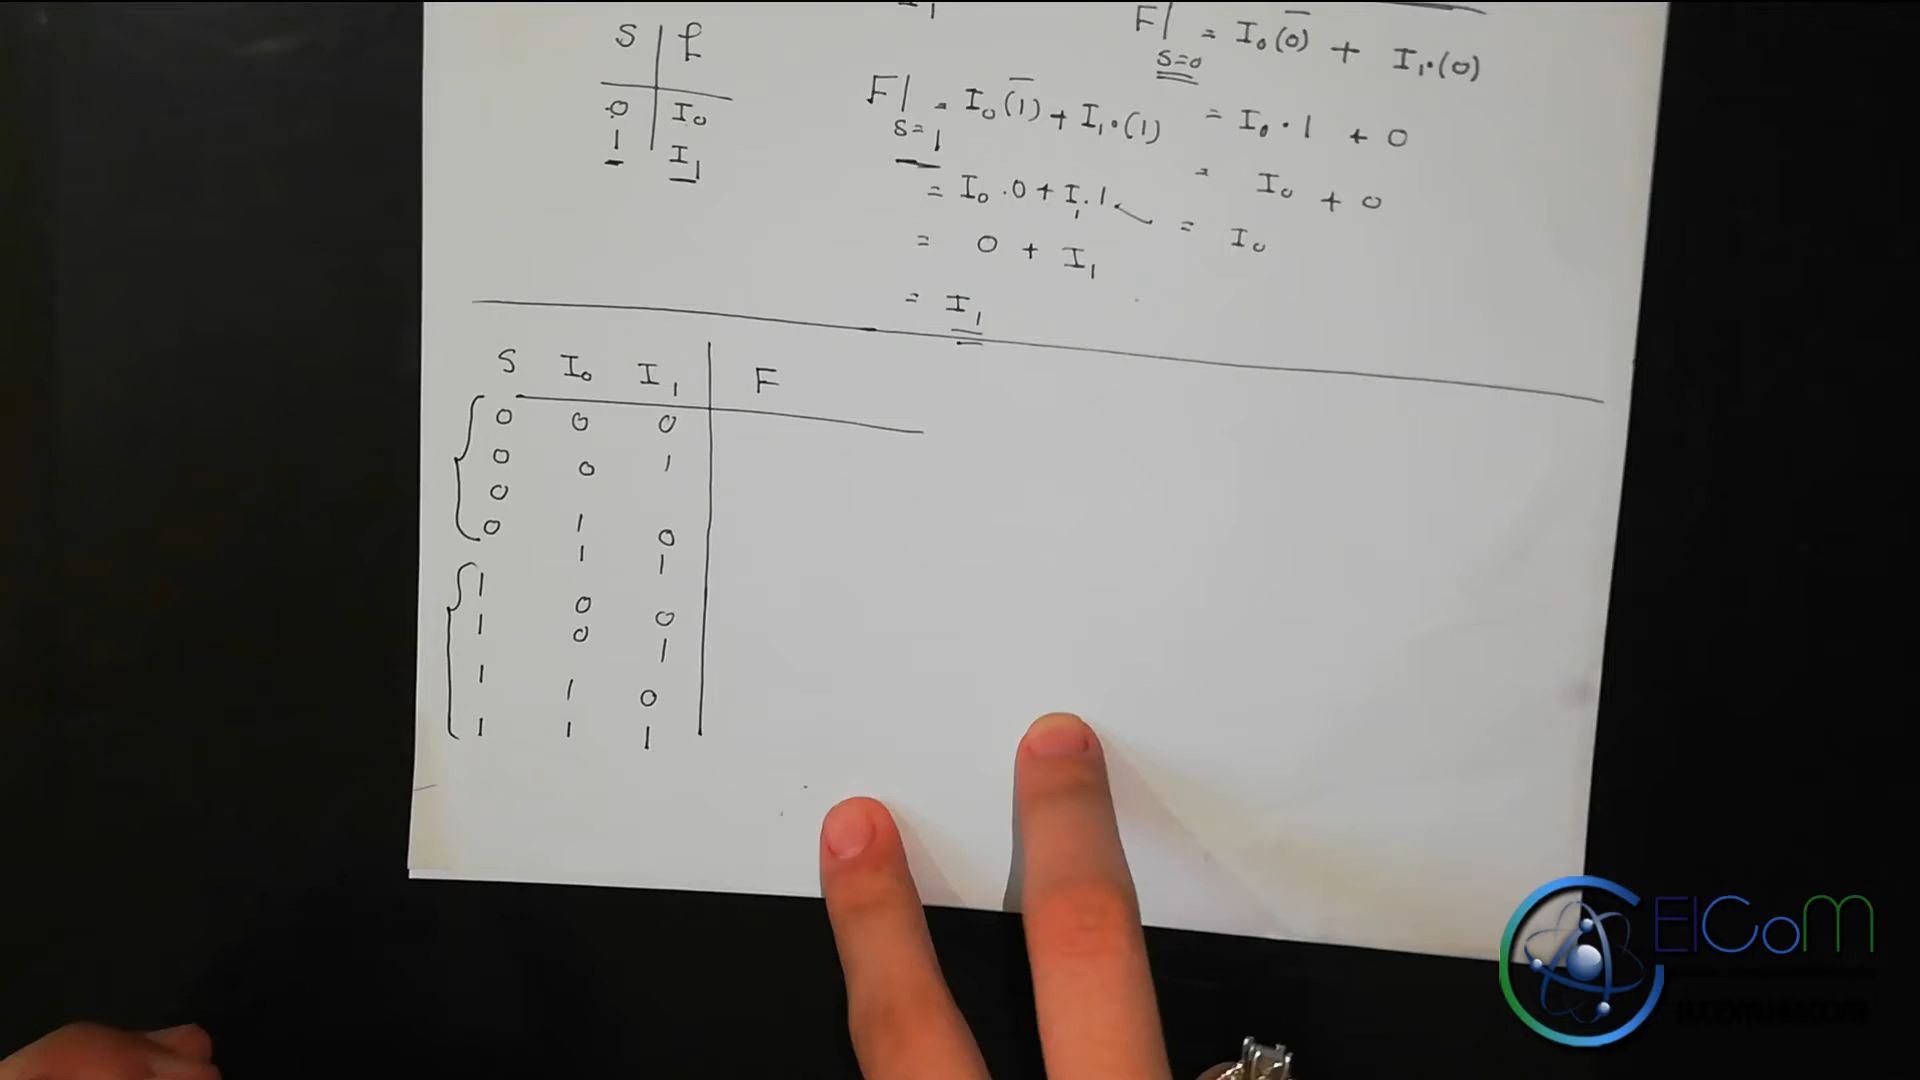 S | f
0 | I₀
1 | I₁
F|S=0 = I₀(0̅) + I₁·(0)
= I₀·1 + 0
= I₀ + 0
= I₀
F|S=1 = I₀(1̅) + I₁·(1)
= I₀·0 + I₁·1
= 0 + I₁
= I₁
S I₀ I₁ | F
0 0 0
0 0 1
0 1 0
0 1 1
1 0 0
1 0 1
1 1 0
1 1 1
ElCoM